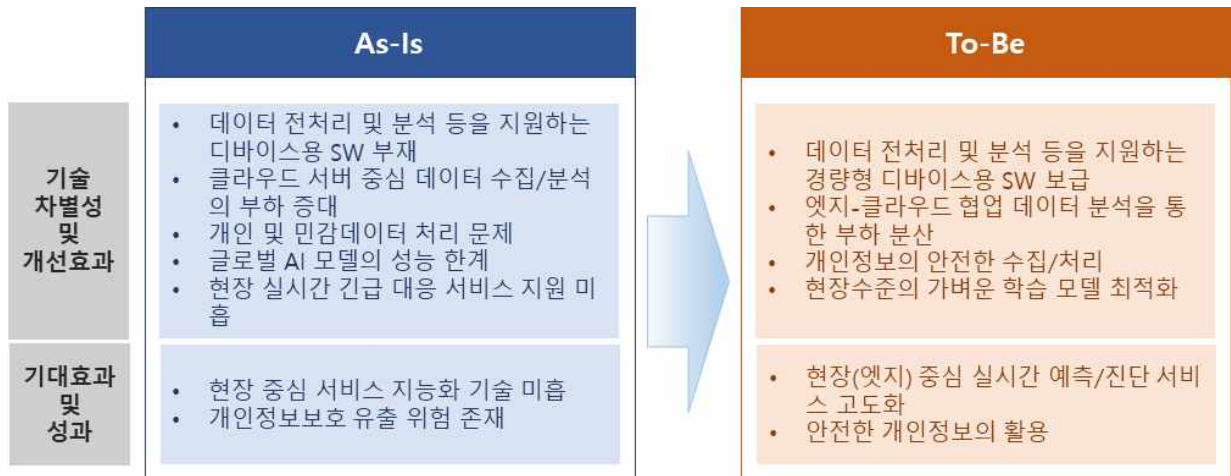 As-Is
To-Be
기술
차별성
및
개선효과
• 데이터 전처리 및 분석 등을 지원하는
디바이스용 SW 부재
• 클라우드 서버 중심 데이터 수집/분석
의 부하 증대
• 개인 및 민감데이터 처리 문제
• 글로벌 AI 모델의 성능 한계
• 현장 실시간 긴급 대응 서비스 지원 미
흡
• 데이터 전처리 및 분석 등을 지원하는
경량형 디바이스용 SW 보급
• 엣지-클라우드 협업 데이터 분석을 통
한 부하 분산
• 개인정보의 안전한 수집/처리
• 현장수준의 가벼운 학습 모델 최적화
기대효과
및
성과
• 현장 중심 서비스 지능화 기술 미흡
• 개인정보보호 유출 위험 존재
• 현장(엣지) 중심 실시간 예측/진단 서비
스 고도화
• 안전한 개인정보의 활용